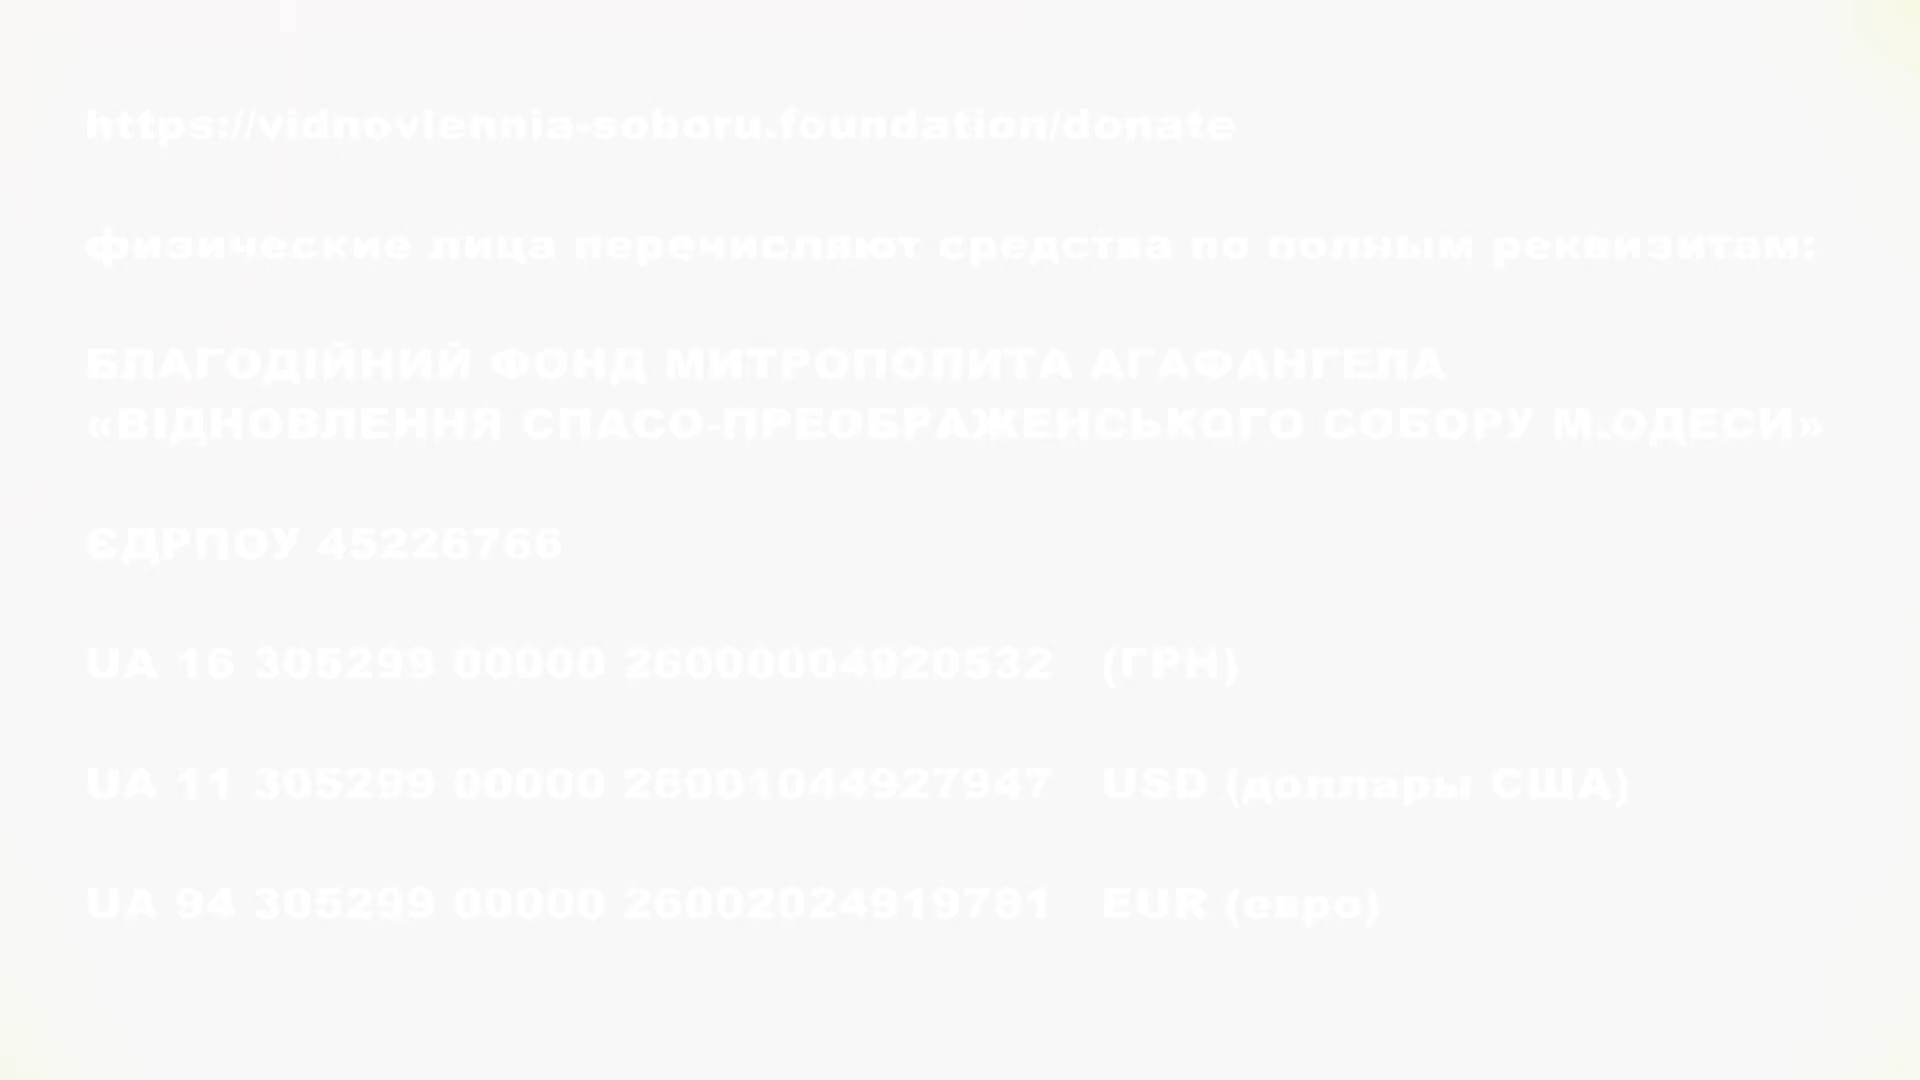 https://vidnovlennia-soboru.foundation/donate
физические лица перечисляют средства по полным реквизитам:
БЛАГОДІЙНИЙ ФОНД МИТРОПОЛИТА АГАФАНГЕЛА
«ВІДНОВЛЕННЯ СПАСО-ПРЕОБРАЖЕНСЬКОГО СОБОРУ М.ОДЕСИ»
ЄДРПОУ 45226766
UA 16 305299 00000 26000004920532 (ГРН)
UA 11 305299 00000 26001044927947 USD (доллары США)
UA 94 305299 00000 26002024919781 EUR (евро)